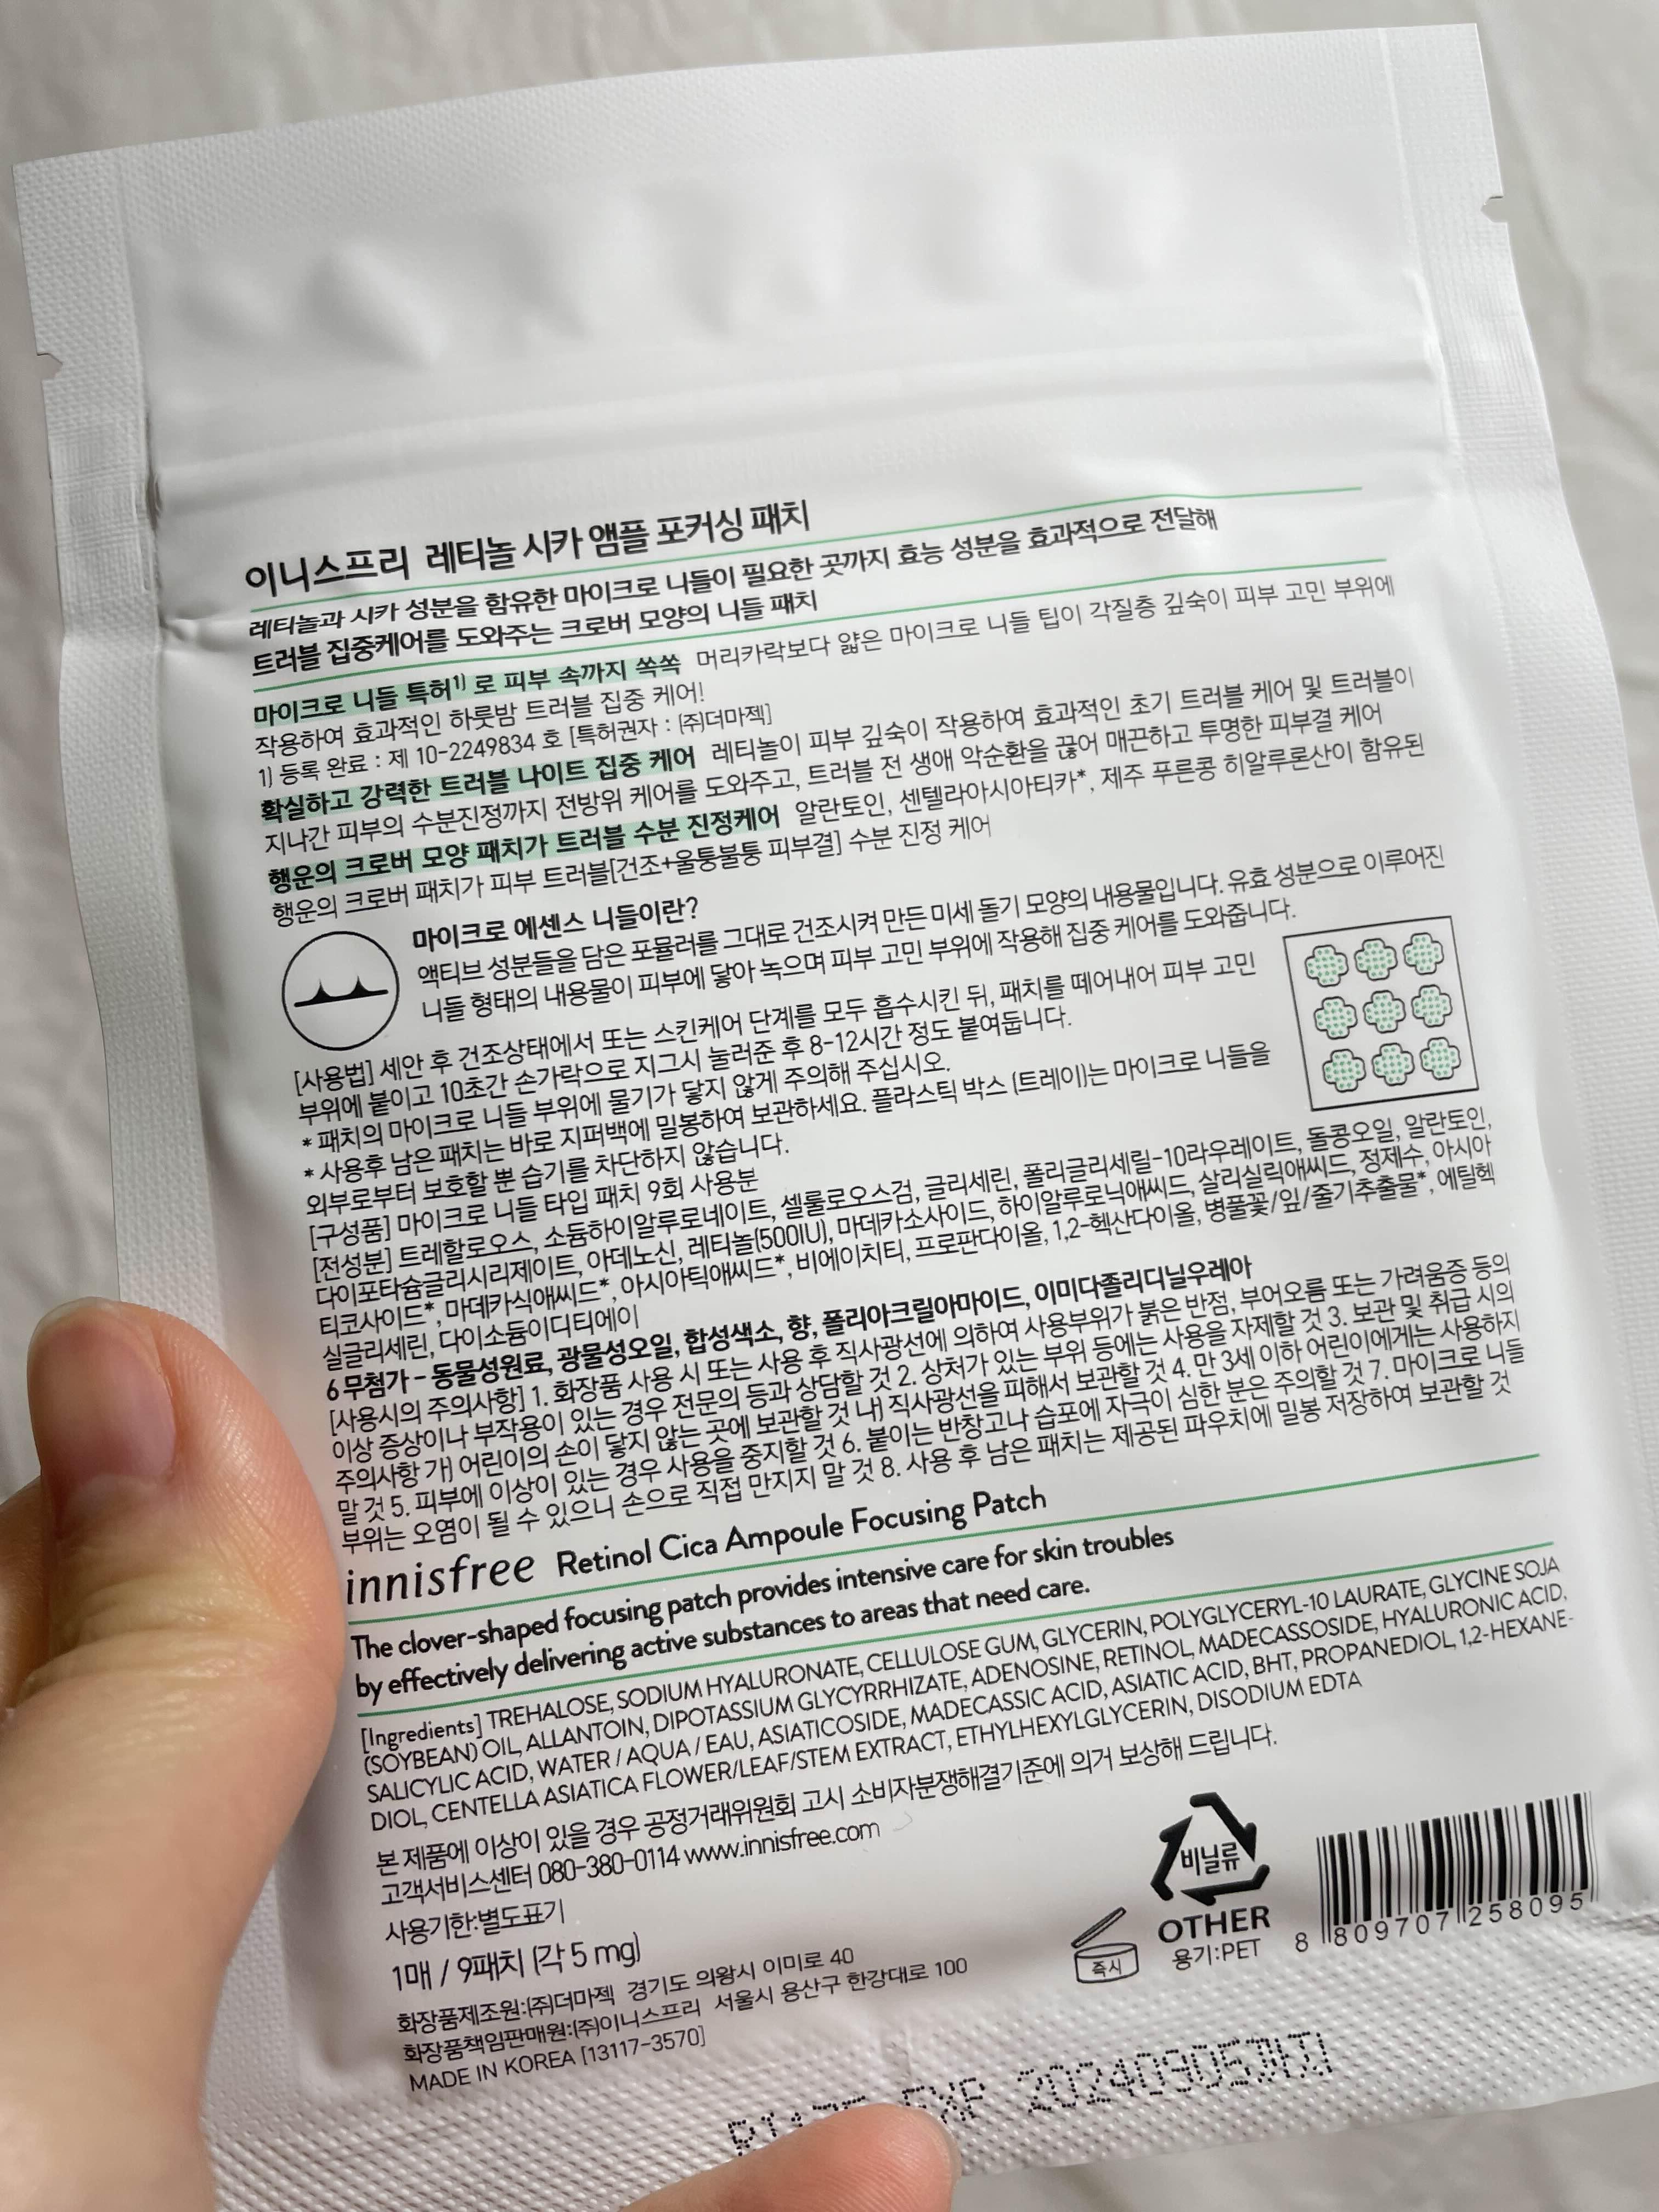 이니스프리 레티놀 시카 앰플 포커싱 패치
레티놀과 시카 성분을 함유한 마이크로 니들이 필요한 곳까지 효능 성분을 효과적으로 전달해
트러블 집중케어를 도와주는 크로버 모양의 니들 패치
마이크로 니들 특허¹⁾ 로 피부 속까지 쏙쏙 머리카락보다 얇은 마이크로 니들 팁이 각질층 깊숙이 피부 고민 부위에
작용하여 효과적인 하룻밤 트러블 집중 케어!
1) 등록 완료 : 제 10-2249834 호 [특허권자 : (주)더마젝]
확실하고 강력한 트러블 나이트 집중 케어 레티놀이 피부 깊숙이 작용하여 효과적인 초기 트러블 케어 및 트러블이
지나간 피부의 수분진정까지 전방위 케어를 도와주고, 트러블 전 생애 악순환을 끊어 매끈하고 투명한 피부결 케어
행운의 크로버 모양 패치가 트러블 수분 진정케어 알란토인, 센텔라아시아티카*, 제주 푸른콩 히알루론산이 함유된
행운의 크로버 패치가 피부 트러블[건조+울퉁불퉁 피부결] 수분 진정 케어
마이크로 에센스 니들이란?
액티브 성분들을 담은 포뮬러를 그대로 건조시켜 만든 미세 돌기 모양의 내용물입니다. 유효 성분으로 이루어진
니들 형태의 내용물이 피부에 닿아 녹으며 피부 고민 부위에 작용해 집중 케어를 도와줍니다.
[사용법] 세안 후 건조상태에서 또는 스킨케어 단계를 모두 흡수시킨 뒤, 패치를 떼어내어 피부 고민
부위에 붙이고 10초간 손가락으로 지그시 눌러준 후 8-12시간 정도 붙여둡니다.
* 패치의 마이크로 니들 부위에 물기가 닿지 않게 주의해 주십시오.
* 사용후 남은 패치는 바로 지퍼백에 밀봉하여 보관하세요. 플라스틱 박스 (트레이)는 마이크로 니들을
외부로부터 보호할 뿐 습기를 차단하지 않습니다.
[구성품] 마이크로 니들 타입 패치 9회 사용분
[전성분] 트레할로오스, 소듐하이알루로네이트, 셀룰로오스검, 글리세린, 폴리글리세릴-10라우레이트, 돌콩오일, 알란토인,
다이포타슘글리시리제이트, 아데노신, 레티놀(500IU), 마데카소사이드, 하이알루로닉애씨드, 살리실릭애씨드, 정제수, 아시아
티코사이드*, 마데카식애씨드*, 아시아틱애씨드*, 비에이치티, 프로판다이올, 1,2-헥산다이올, 병풀꽃/잎/줄기추출물*, 에틸헥
실글리세린, 다이소듐이디티에이
6무첨가 - 동물성원료, 광물성오일, 합성색소, 향, 폴리아크릴아마이드, 이미다졸리디닐우레아
[사용시의 주의사항] 1. 화장품 사용 시 또는 사용 후 직사광선에 의하여 사용부위가 붉은 반점, 부어오름 또는 가려움증 등의
이상 증상이나 부작용이 있는 경우 전문의 등과 상담할 것 2. 상처가 있는 부위 등에는 사용을 자제할 것 3. 보관 및 취급 시의
주의사항 가) 어린이의 손이 닿지 않는 곳에 보관할 것 나) 직사광선을 피해서 보관할 것 4. 만 3세 이하 어린이에게는 사용하지
말 것 5. 피부에 이상이 있는 경우 사용을 중지할 것 6. 붙이는 반창고나 습포에 자극이 심한 분은 주의할 것 7. 마이크로 니들
부위는 오염이 될 수 있으니 손으로 직접 만지지 말 것 8. 사용 후 남은 패치는 제공된 파우치에 밀봉 저장하여 보관할 것
innisfree Retinol Cica Ampoule Focusing Patch
The clover-shaped focusing patch provides intensive care for skin troubles
by effectively delivering active substances to areas that need care.
[Ingredients] TREHALOSE, SODIUM HYALURONATE, CELLULOSE GUM, GLYCERIN, POLYGLYCERYL-10 LAURATE, GLYCINE SOJA
(SOYBEAN) OIL, ALLANTOIN, DIPOTASSIUM GLYCYRRHIZATE, ADENOSINE, RETINOL, MADECASSOSIDE, HYALURONIC ACID,
SALICYLIC ACID, WATER / AQUA / EAU, ASIATICOSIDE, MADECASSIC ACID, ASIATIC ACID, BHT, PROPANEDIOL, 1,2-HEXANE-
DIOL, CENTELLA ASIATICA FLOWER/LEAF/STEM EXTRACT, ETHYLHEXYLGLYCERIN, DISODIUM EDTA
본 제품에 이상이 있을 경우 공정거래위원회 고시 소비자분쟁해결기준에 의거 보상해 드립니다.
고객서비스센터 080-380-0114 www.innisfree.com
사용기한:별도표기
1매 / 9패치 (각 5 mg)
화장품제조원:(주)더마젝 경기도 의왕시 이미로 40
화장품책임판매원:(주)이니스프리 서울시 용산구 한강대로 100
MADE IN KOREA [13117-3570]
즉시
비닐류
OTHER
용기:PET
8 809707 258095
EXP 20240905까지